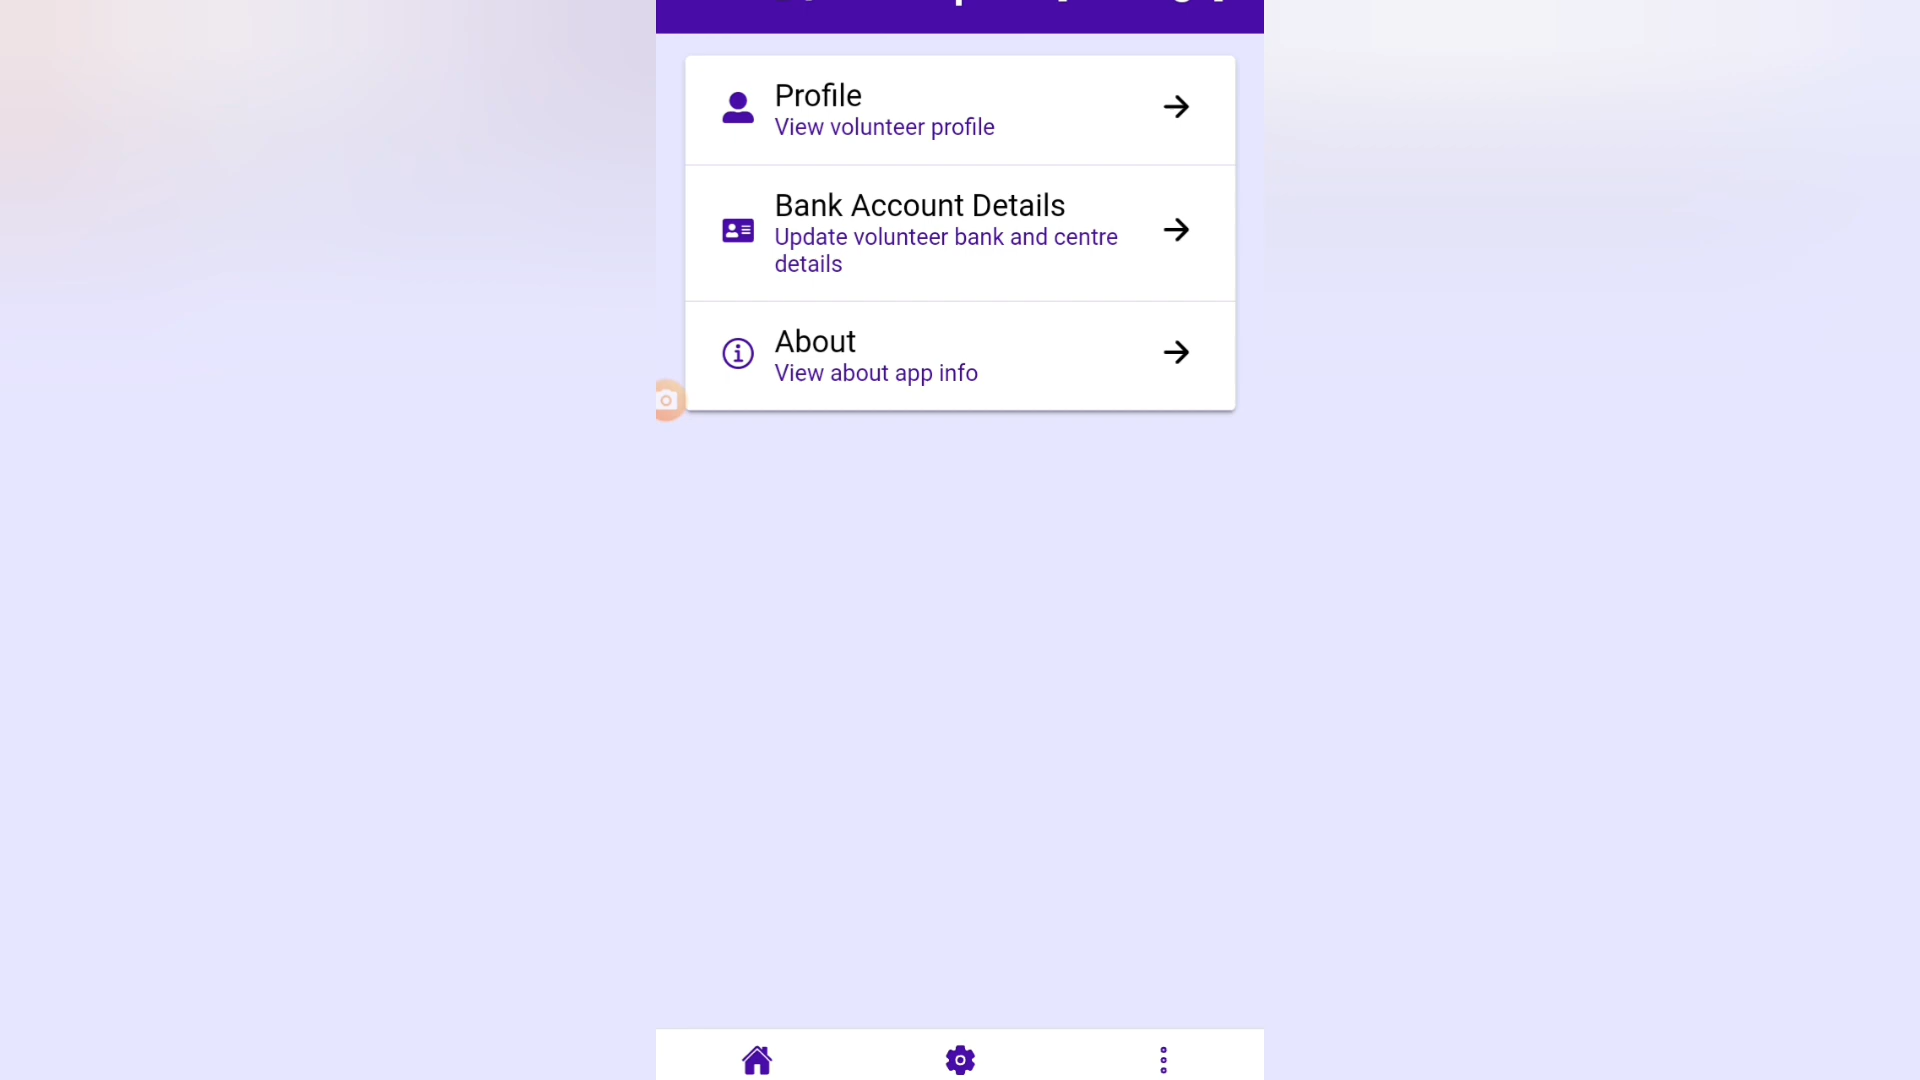 Profile
View volunteer profile
Bank Account Details
Update volunteer bank and centre
details
About
View about app info